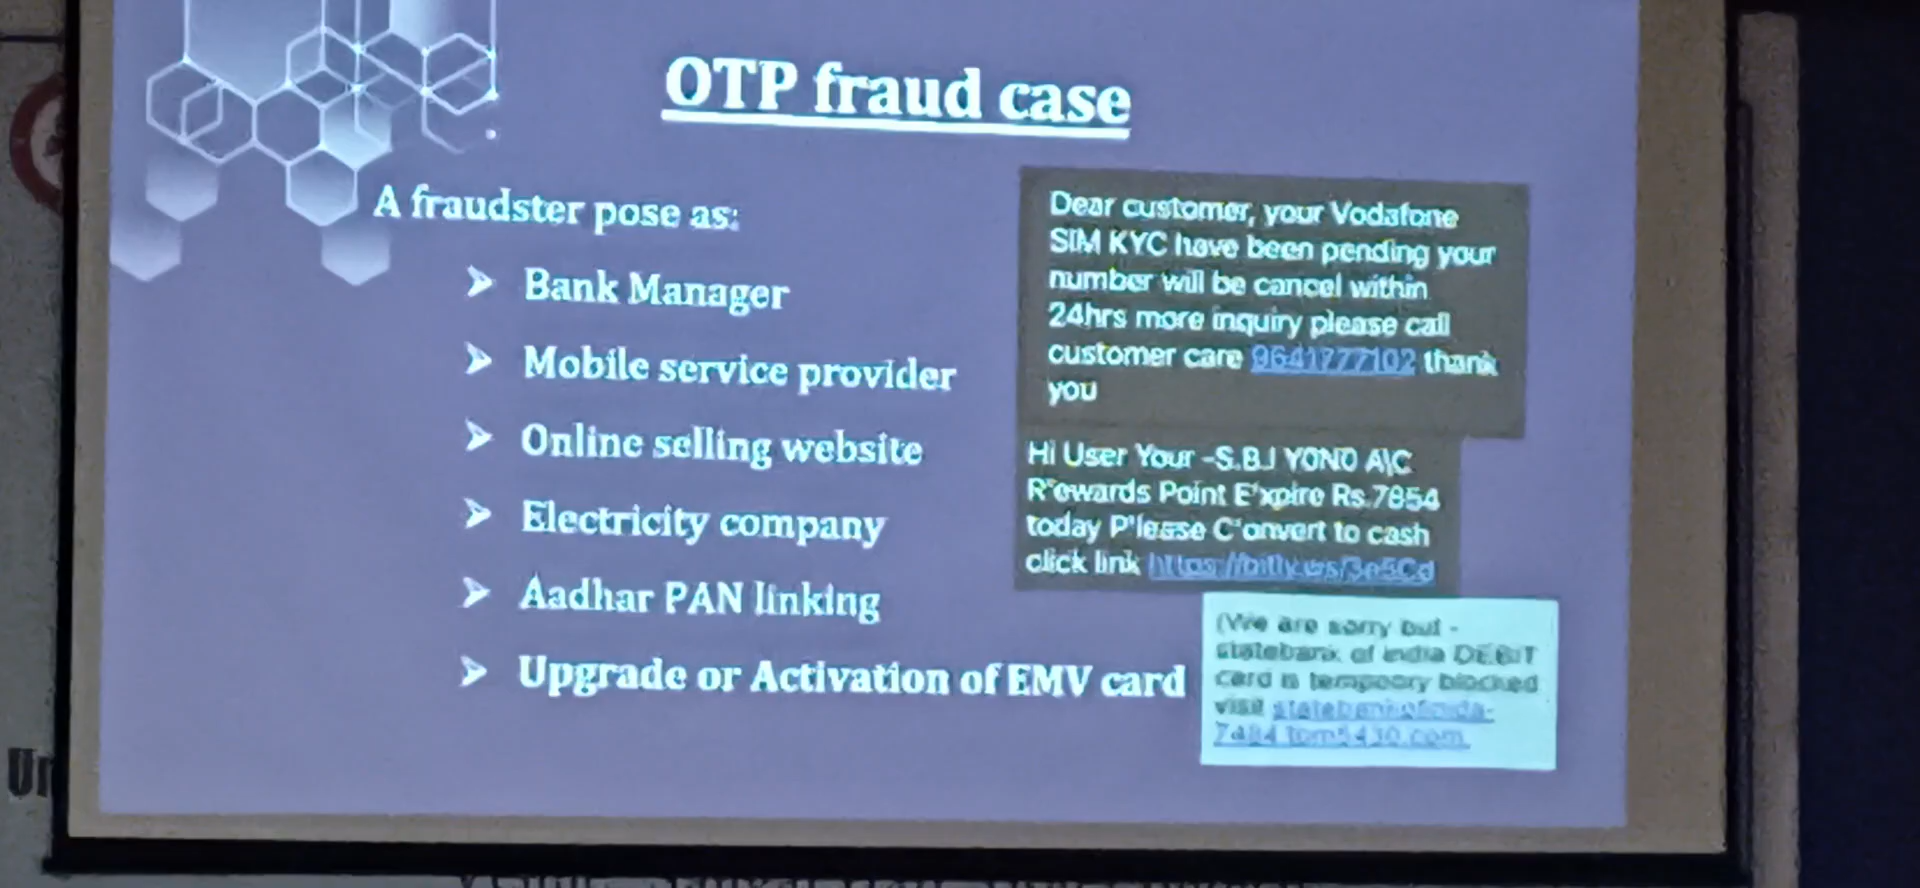 OTP fraud case
A fraudster pose as:
Bank Manager
Mobile service provider
Online selling website
Electricity company
Aadhar PAN linking
Upgrade or Activation of EMV card
Dear customer, your Vodafone
SIM KYC have been pending your
number will be cancel within
24hrs more inquiry please call
customer care 9641777102 thank
you
Hi User Your -S.B.I YONO A\C
R'ewards Point E'xpire Rs.7854
today P'lease C'onvert to cash
click link
(We are sorry but -
statebank of india DEBIT
card is tempoory blocked
visit